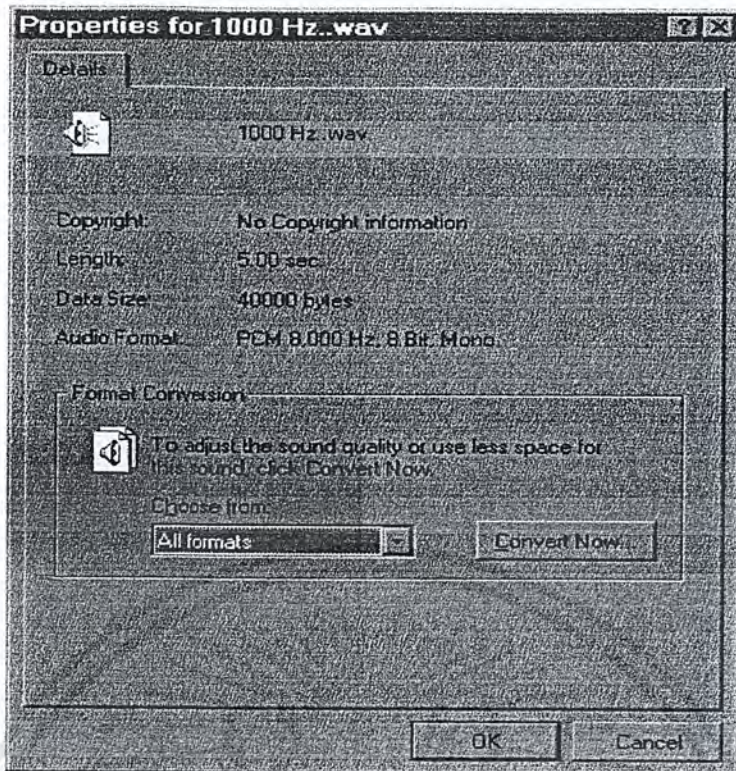 Properties for 1000 Hz..wav
Details
1000 Hz..wav
Copyright: No Copyright information
Length: 5.00 sec.
Data Size: 40000 bytes
Audio Format: PCM 8,000 Hz, 8 Bit, Mono
Format Conversion
To adjust the sound quality or use less space for
this sound, click Convert Now.
Choose from:
All formats
Convert Now...
OK
Cancel